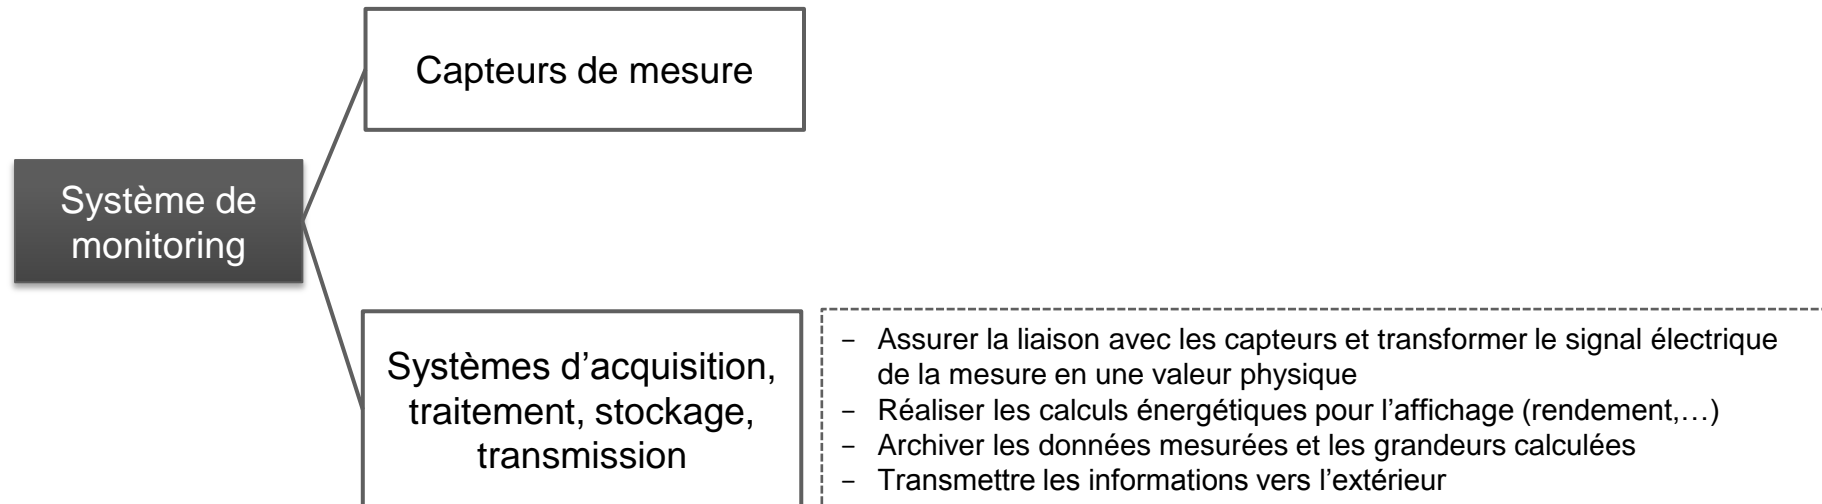 Capteurs de mesure
Système de
monitoring
Systèmes d’acquisition,
traitement, stockage,
transmission
− Assurer la liaison avec les capteurs et transformer le signal électrique
de la mesure en une valeur physique
− Réaliser les calculs énergétiques pour l’affichage (rendement,…)
− Archiver les données mesurées et les grandeurs calculées
− Transmettre les informations vers l’extérieur